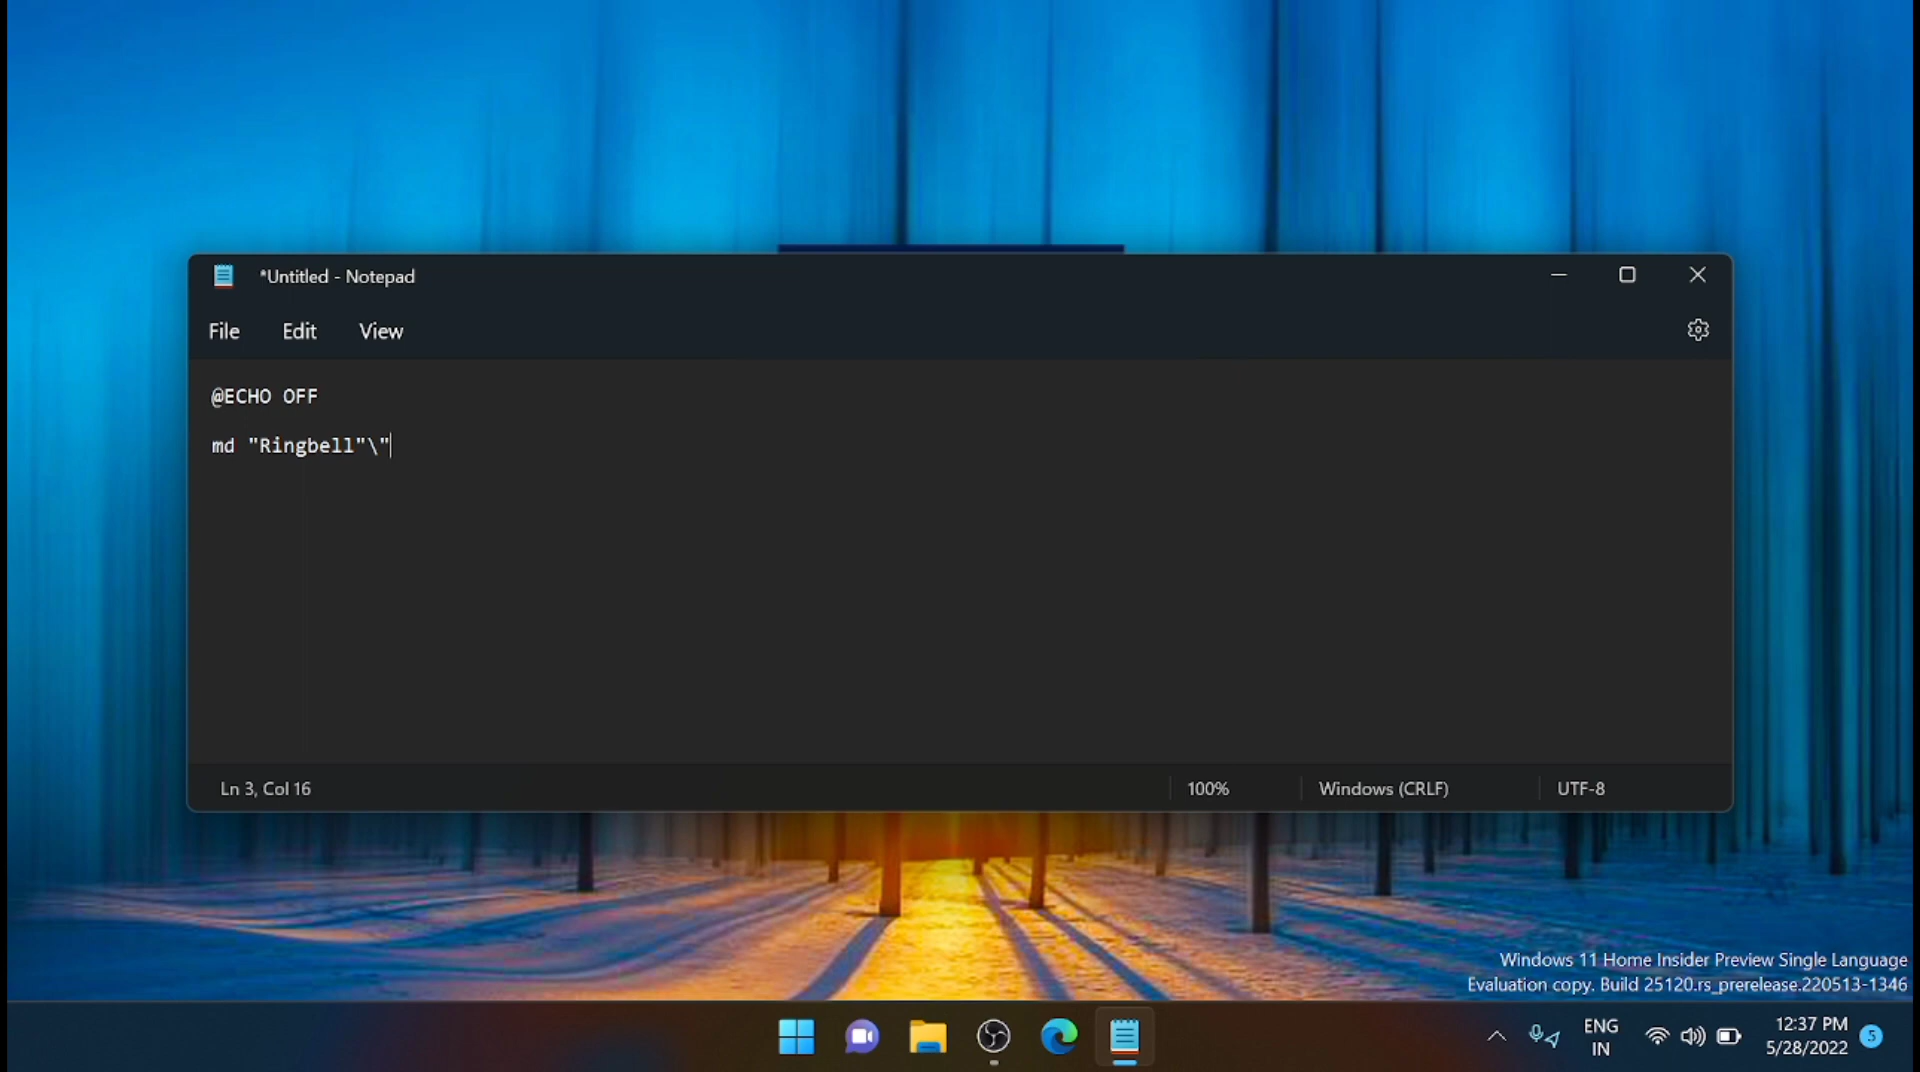 *Untitled - Notepad
File Edit View
@ECHO OFF
md "Ringbell"\"
Ln 3, Col 16 100% Windows (CRLF) UTF-8
Windows 11 Home Insider Preview Single Language
Evaluation copy. Build 25120.rs_prerelease.220513-1346
ENG
IN
12:37 PM
5/28/2022
5